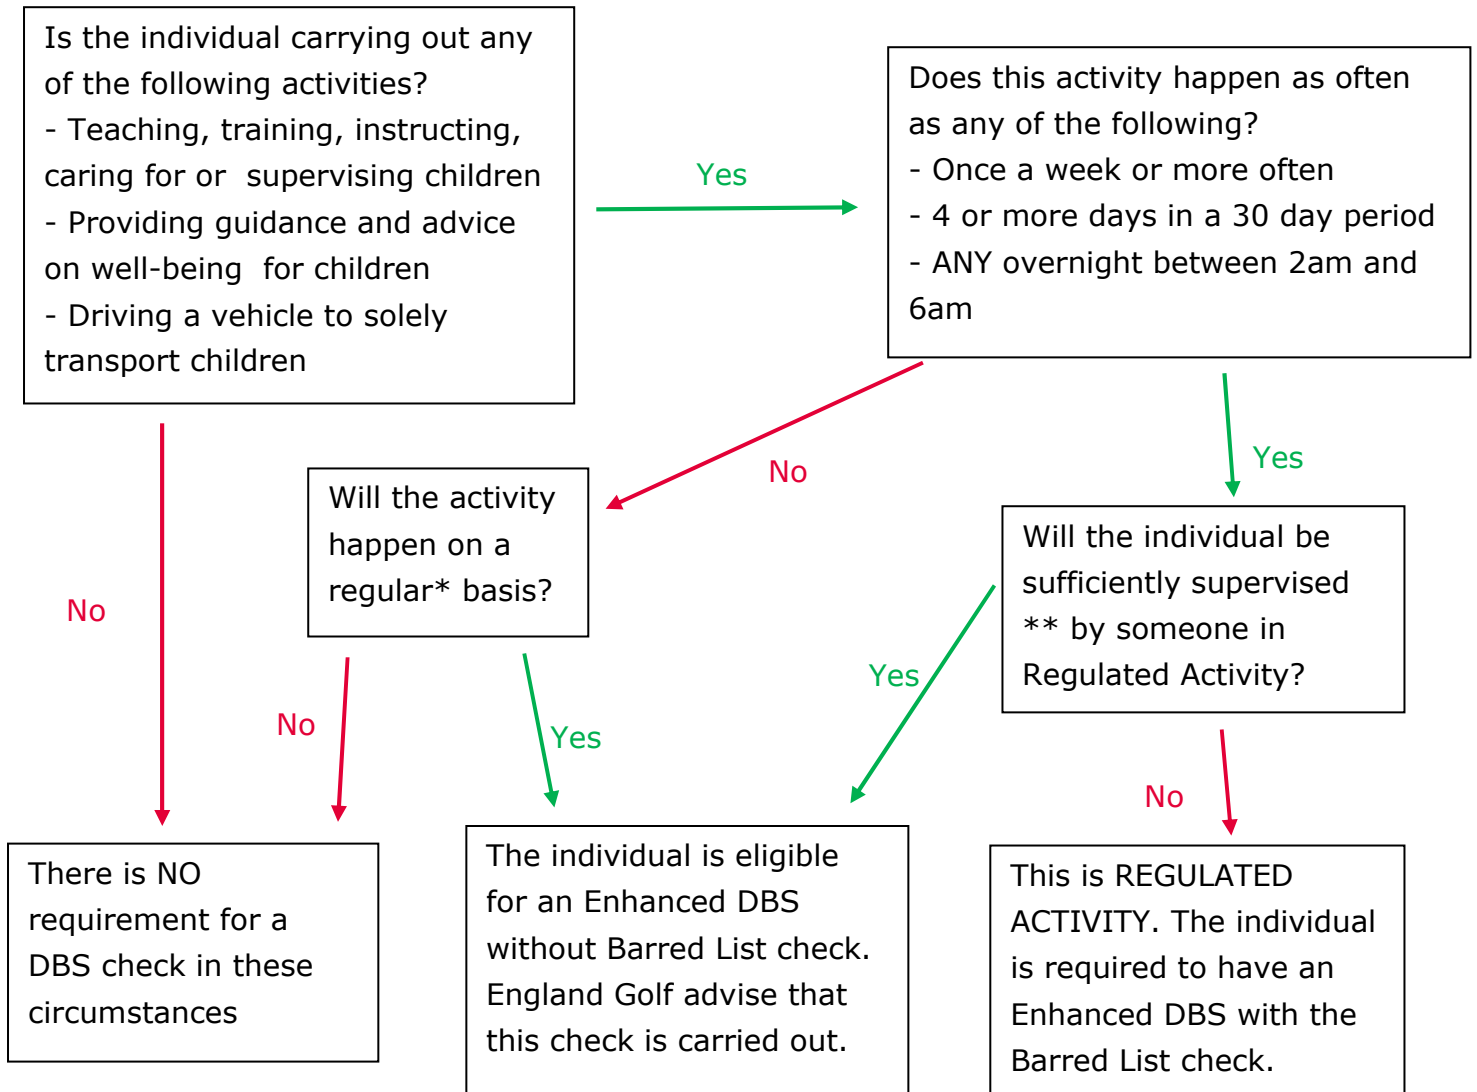 Is the individual carrying out any
of the following activities?
- Teaching, training, instructing,
caring for or supervising children
- Providing guidance and advice
on well-being for children
- Driving a vehicle to solely
transport children
Yes
Does this activity happen as often
as any of the following?
- Once a week or more often
- 4 or more days in a 30 day period
- ANY overnight between 2am and
6am
No
Yes
No
Will the activity
happen on a
regular* basis?
Will the individual be
sufficiently supervised
** by someone in
Regulated Activity?
No
Yes
Yes
No
There is NO
requirement for a
DBS check in these
circumstances
The individual is eligible
for an Enhanced DBS
without Barred List check.
England Golf advise that
this check is carried out.
This is REGULATED
ACTIVITY. The individual
is required to have an
Enhanced DBS with the
Barred List check.